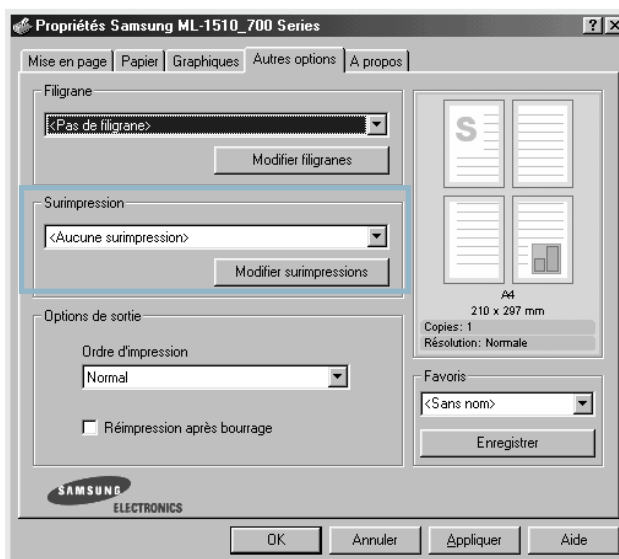 Propriétés Samsung ML-1510_700 Series
Mise en page Papier Graphiques Autres options A propos
Filigrane
<Pas de filigrane>
Modifier filigranes
Surimpression
<Aucune surimpression>
Modifier surimpressions
Options de sortie
Ordre d'impression
Normal
Réimpression après bourrage
SAMSUNG
ELECTRONICS
S
A4
210 x 297 mm
Copies: 1
Résolution: Normale
Favoris
<Sans nom>
Enregistrer
OK Annuler Appliquer Aide